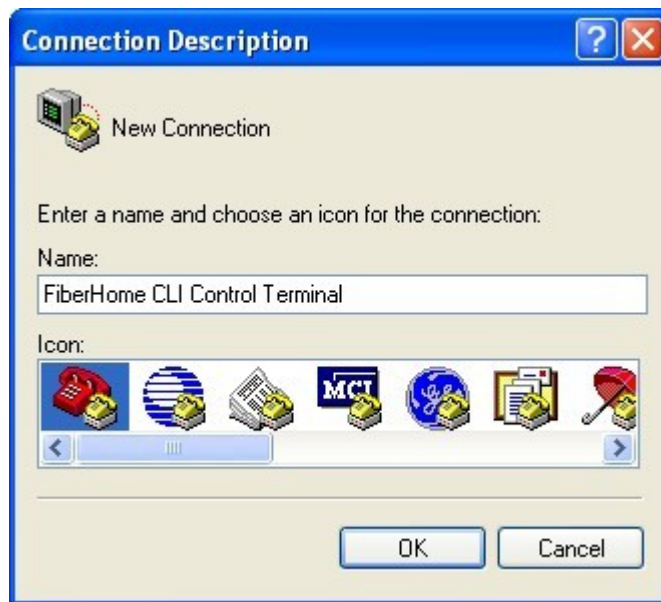 Connection Description
?
New Connection
Enter a name and choose an icon for the connection:
Name:
FiberHome CLI Control Terminal
Icon:
MCI
OK Cancel